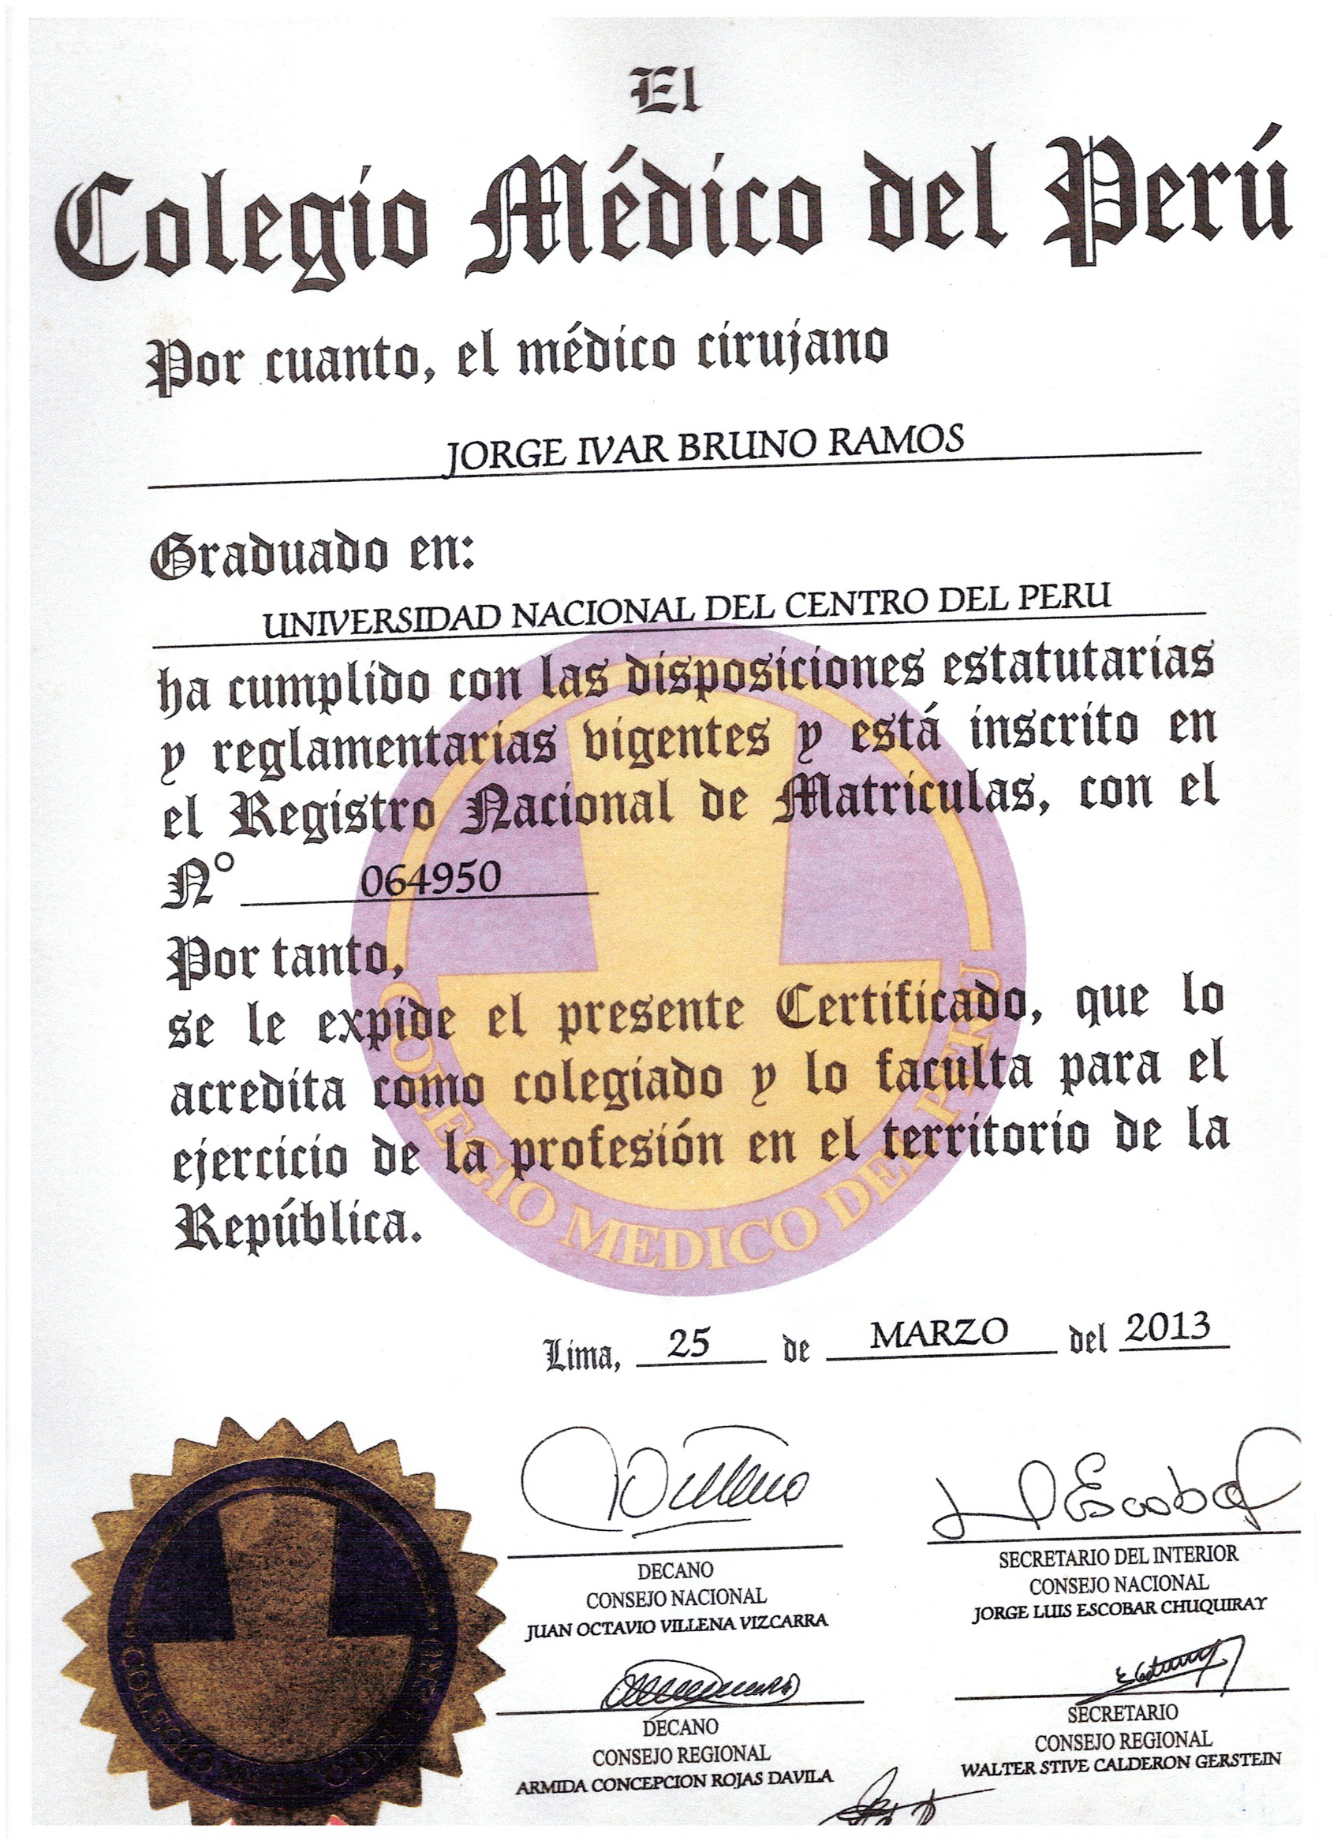 El
Colegio Médico del Perú
Por cuanto, el médico cirujano
JORGE IVAR BRUNO RAMOS
Graduado en:
UNIVERSIDAD NACIONAL DEL CENTRO DEL PERU
ha cumplido con las disposiciones estatutarias
y reglamentarias vigentes y está inscrito en
el Registro Nacional de Matrículas, con el
N° 064950
Por tanto,
se le expide el presente Certificado, que lo
acredita como colegiado y lo faculta para el
ejercicio de la profesión en el territorio de la
República.
COLEGIO MEDICO DEL PERU
Lima, 25 de MARZO del 2013
DECANO
CONSEJO NACIONAL
JUAN OCTAVIO VILLENA VIZCARRA
SECRETARIO DEL INTERIOR
CONSEJO NACIONAL
JORGE LUIS ESCOBAR CHUQUIRAY
DECANO
CONSEJO REGIONAL
ARMIDA CONCEPCION ROJAS DAVILA
SECRETARIO
CONSEJO REGIONAL
WALTER STIVE CALDERON GERSTEIN